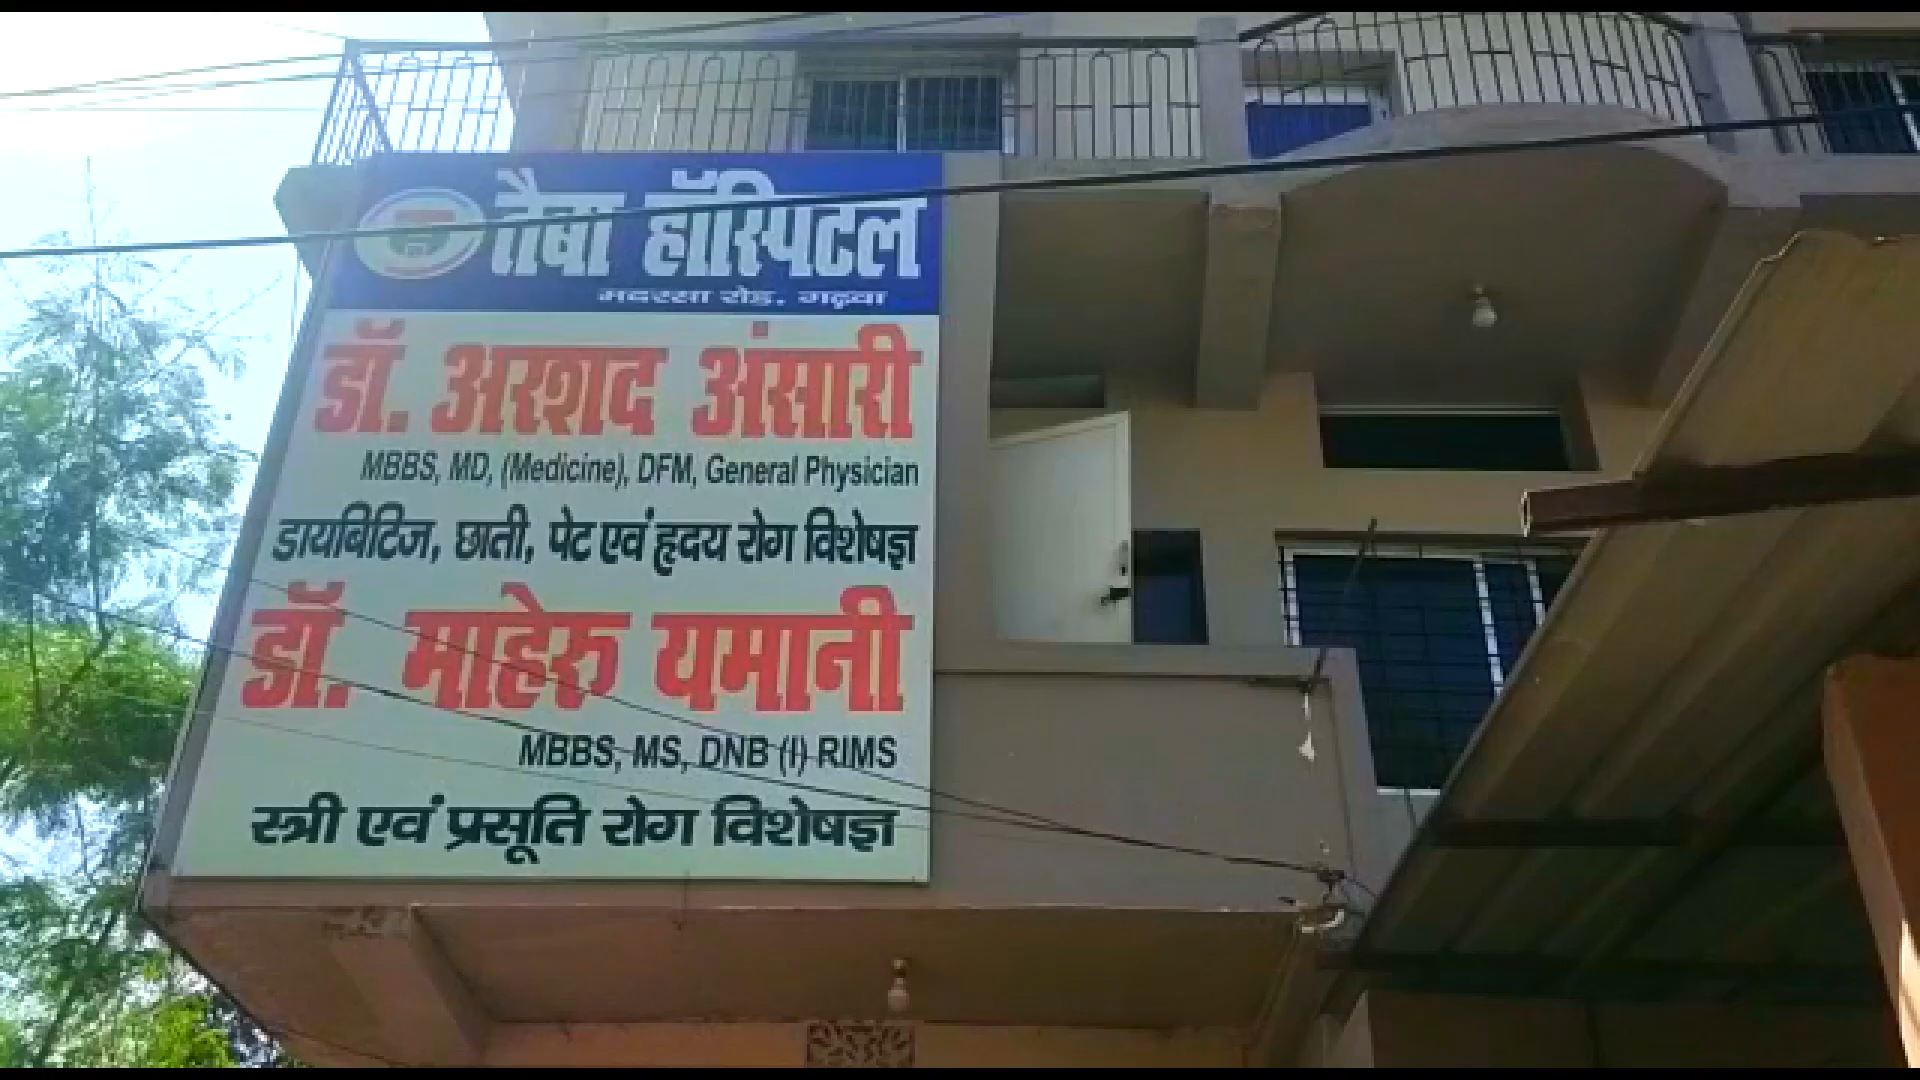 तैबा हॉस्पिटल
मदरसा रोड, गढ़वा
डॉ. अरशद अंसारी
MBBS, MD, (Medicine), DFM, General Physician
डायबिटिज, छाती, पेट एवं हृदय रोग विशेषज्ञ
डॉ. माहेरु यमानी
MBBS, MS, DNB (I) RIMS
स्त्री एवं प्रसूति रोग विशेषज्ञ